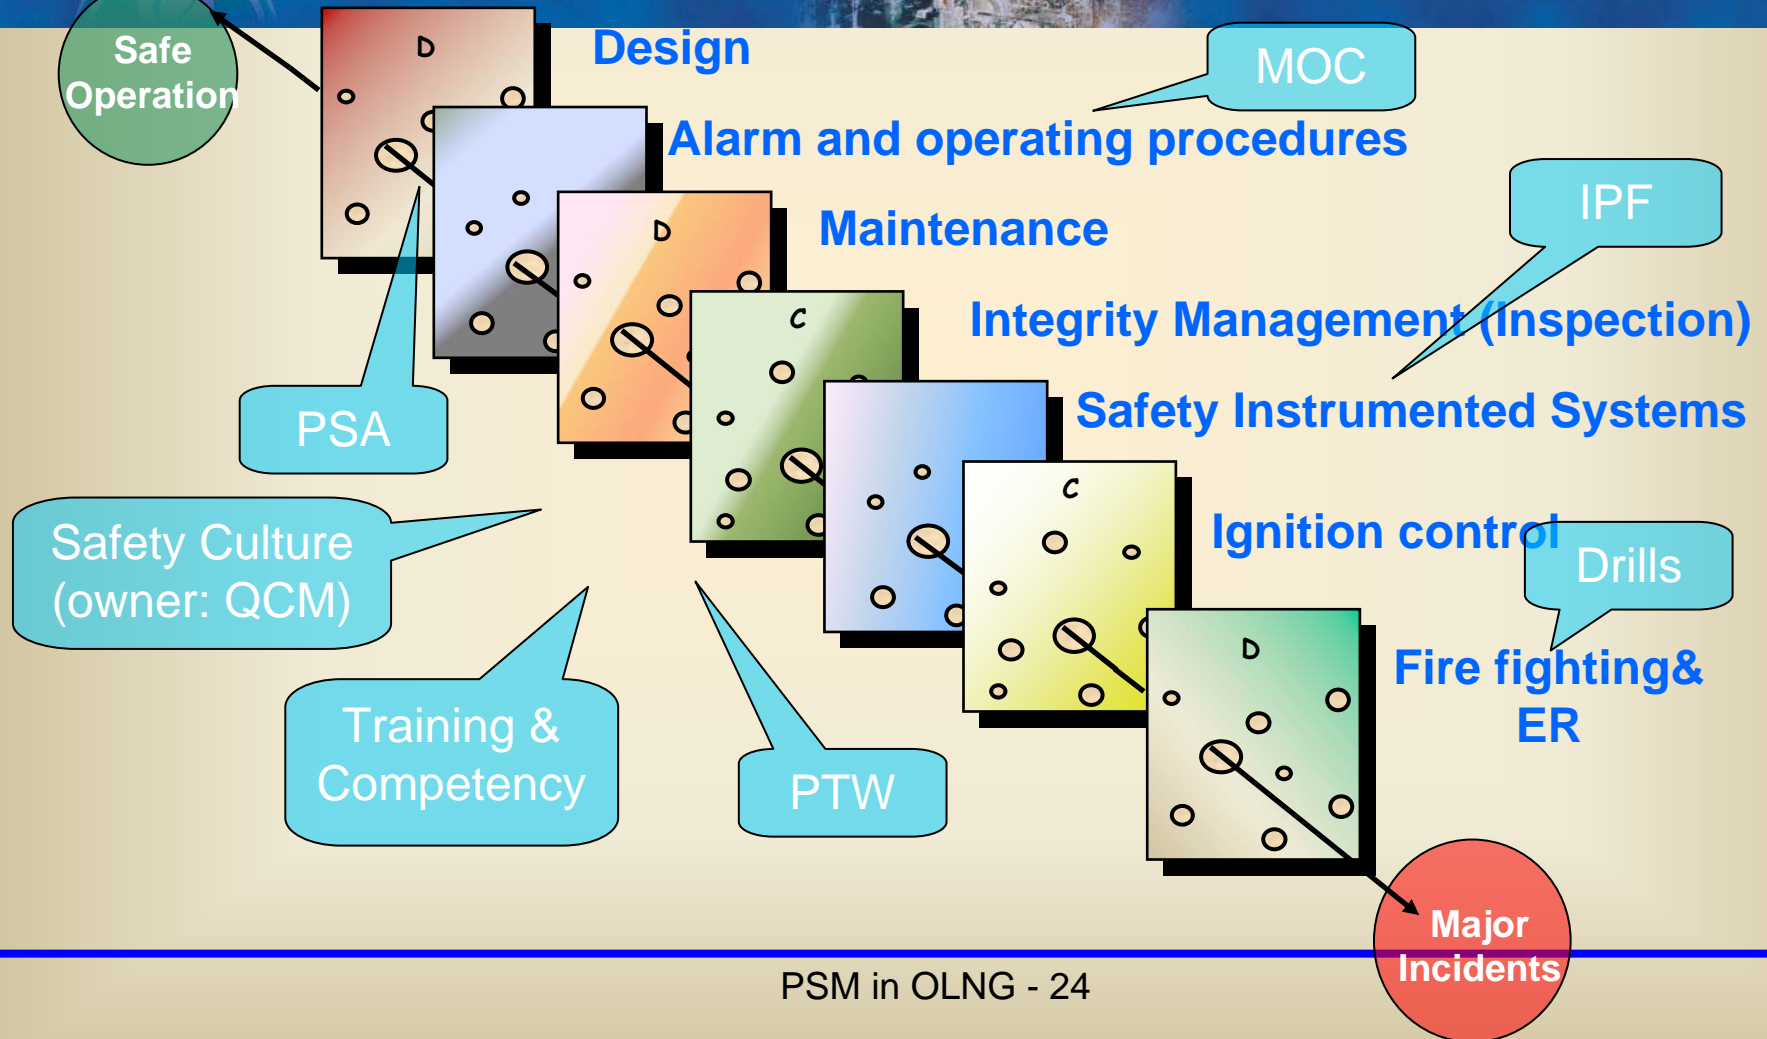 Safe
Operation
D
Design
MOC
Alarm and operating procedures
IPF
D
Maintenance
C
Integrity Management (Inspection)
PSA
Safety Instrumented Systems
C
Safety Culture
(owner: QCM)
Ignition control
Drills
D
Fire fighting&
ER
Training &
Competency
PTW
Major
Incidents
PSM in OLNG - 24